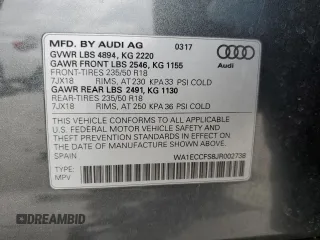 MFD. BY AUDI AG 0317
GVWR LBS 4894, KG 2220
GAWR FRONT LBS 2546, KG 1155
FRONT-TIRES 235/50 R18
7JX18 RIMS, AT 230 KPA 33 PSI COLD
GAWR REAR LBS 2491, KG 1130
REAR-TIRES 235/50 R18
7JX18 RIMS, AT 250 KPA 36 PSI COLD
Audi
THIS VEHICLE CONFORMS TO ALL APPLICABLE
U.S. FEDERAL MOTOR VEHICLE SAFETY, BUMPER
AND THEFT PREVENTION STANDARDS IN EFFECT
ON THE DATE OF MANUFACTURE SHOWN ABOVE.
SPAIN WA1ECCFS8JR002738
TYPE:
MPV
DREAMBID